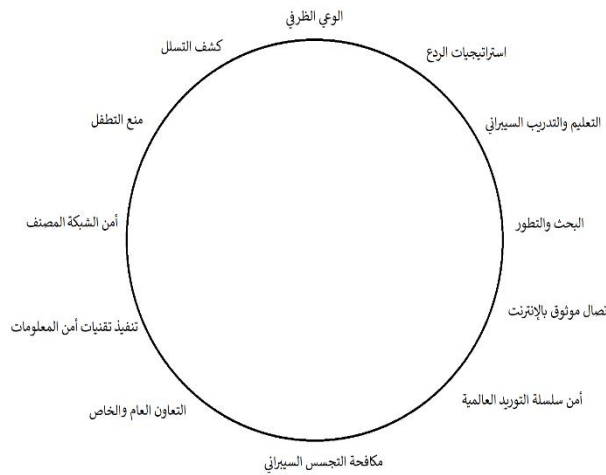 الوعي الظرفي
استراتيجيات الردع
كشف التسلل
التعليم والتدريب السيبراني
منع التطفل
البحث والتطور
أمن الشبكة المصنف
تصال موثوق بالإنترنت
تنفيذ تقنيات أمن المعلومات
أمن سلسلة التوريد العالمية
التعاون العام والخاص
مكافحة التجسس السيبراني